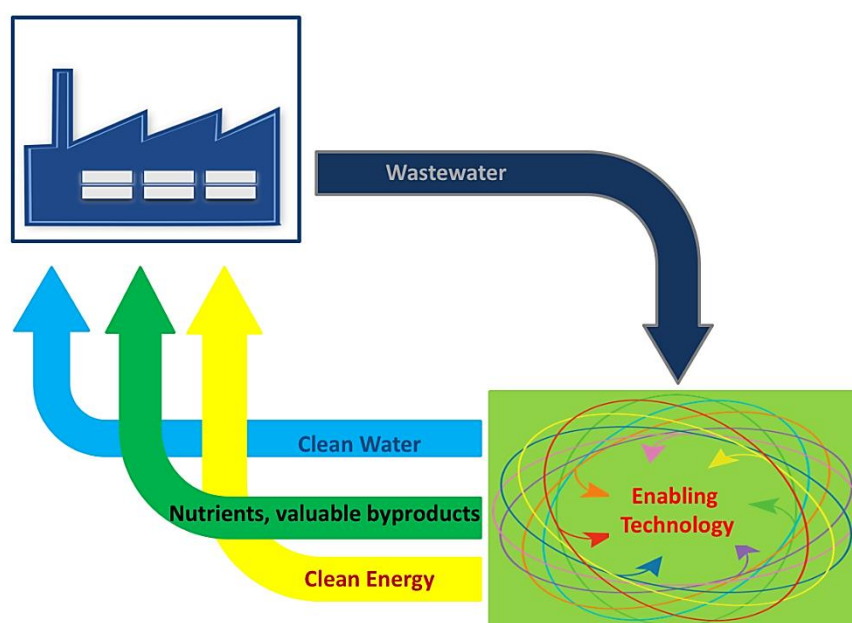 Wastewater
Clean Water
Nutrients, valuable byproducts
Clean Energy
Enabling
Technology